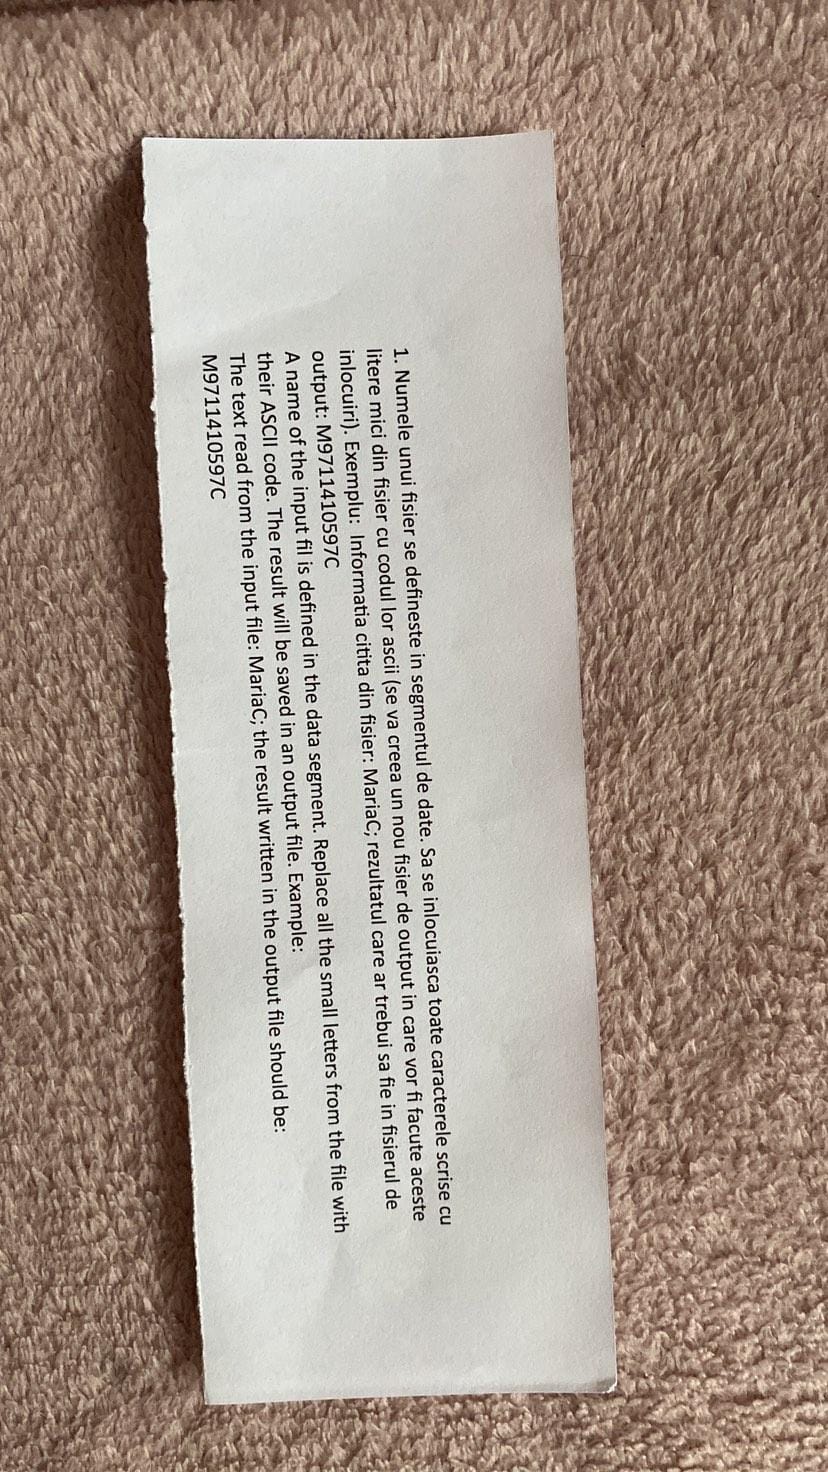 1. Numele unui fisier se defineste in segmentul de date. Sa se inlocuiasca toate caracterele scrise cu
litere mici din fisier cu codul lor ascii (se va creea un nou fisier de output in care vor fi facute aceste
inlocuiri). Exemplu: Informatia citita din fisier: MariaC; rezultatul care ar trebui sa fie in fisierul de
output: M9711410597C
A name of the input fil is defined in the data segment. Replace all the small letters from the file with
their ASCII code. The result will be saved in an output file. Example:
The text read from the input file: MariaC; the result written in the output file should be:
M9711410597C